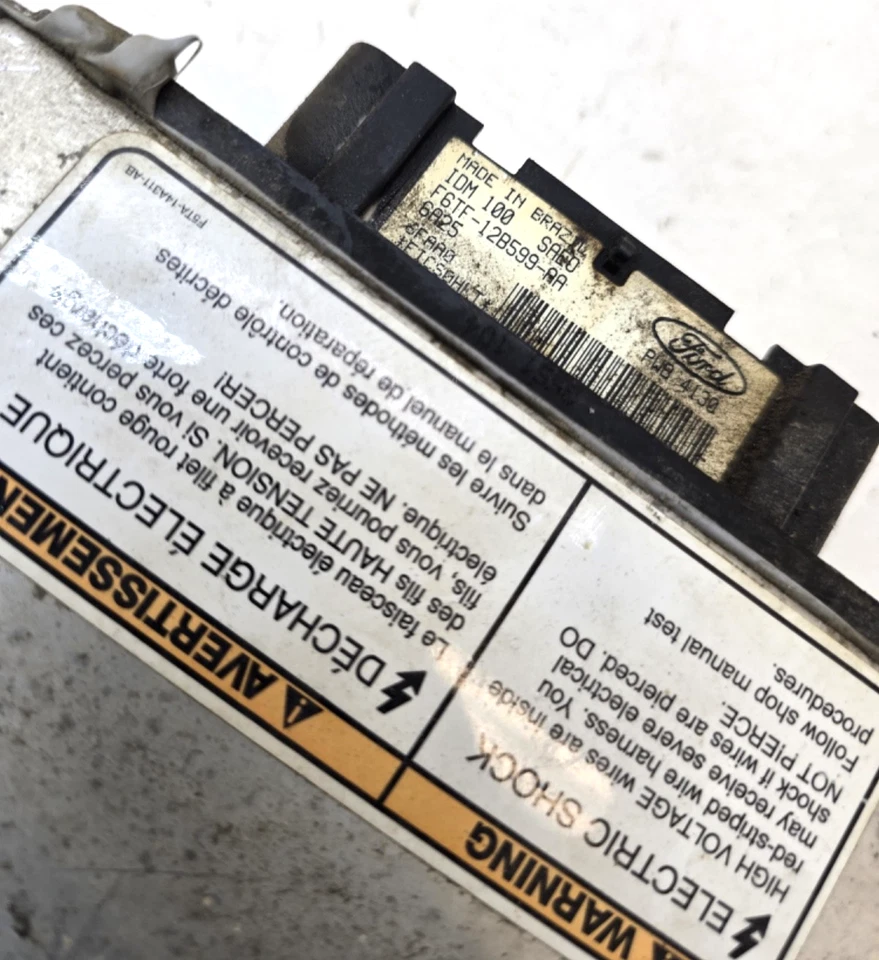 MADE IN BRAZIL
IDM 100 SAED
F6TF-12B599-AA
6A25
Ford
WARNING
ELECTRIC SHOCK
HIGH VOLTAGE wires are inside
red-striped wire harness. You
may receive severe electrical
shock if wires are pierced. DO
NOT PIERCE.
Follow shop manual test
procedures.
AVERTISSEMEN
DÉCHARGE ÉLECTRIQUE
Le faisceau électrique à filet rouge contient
des fils HAUTE TENSION. Si vous percez ces
fils, vous pourriez recevoir une forte
électrique. NE PAS PERCER!
Suivre les méthodes de contrôle décrites
dans le manuel de réparation.
F5TA-14A311-AB